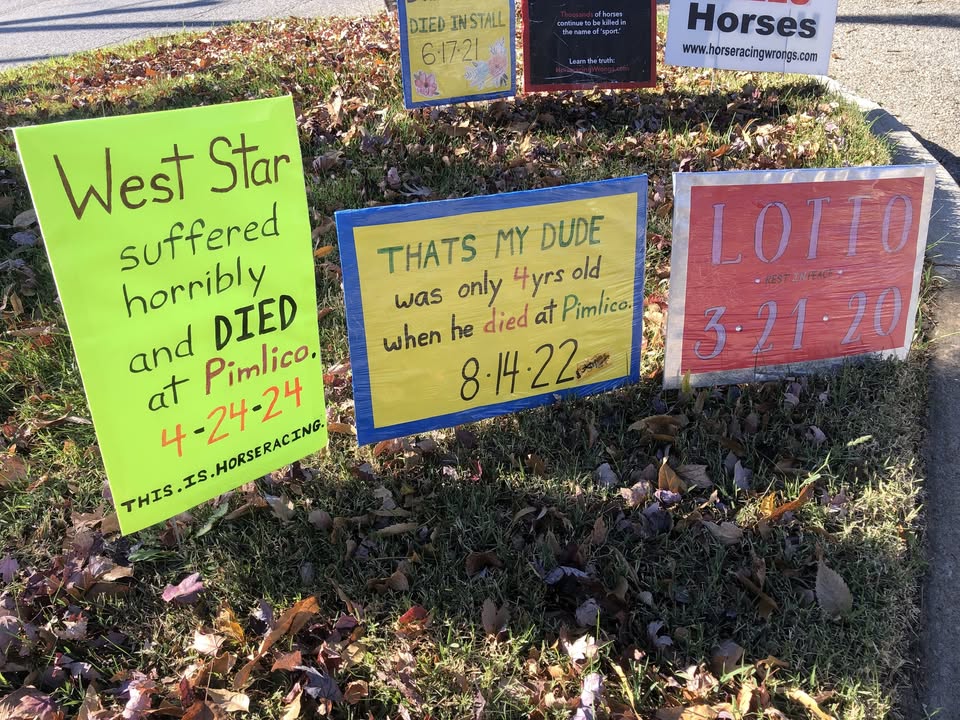 DIED IN STALL
6·17·21
Thousands of horses
continue to be killed in
the name of 'sport.'
Learn the truth:
HorseracingWrongs.com
Horses
www.horseracingwrongs.com
West Star
suffered
horribly
and DIED
at Pimlico.
4-24-24
THIS.IS.HORSERACING.
THATS MY DUDE
was only 4yrs old
when he died at Pimlico.
8·14·22
LOTTO
· REST IN PEACE ·
3·21·20